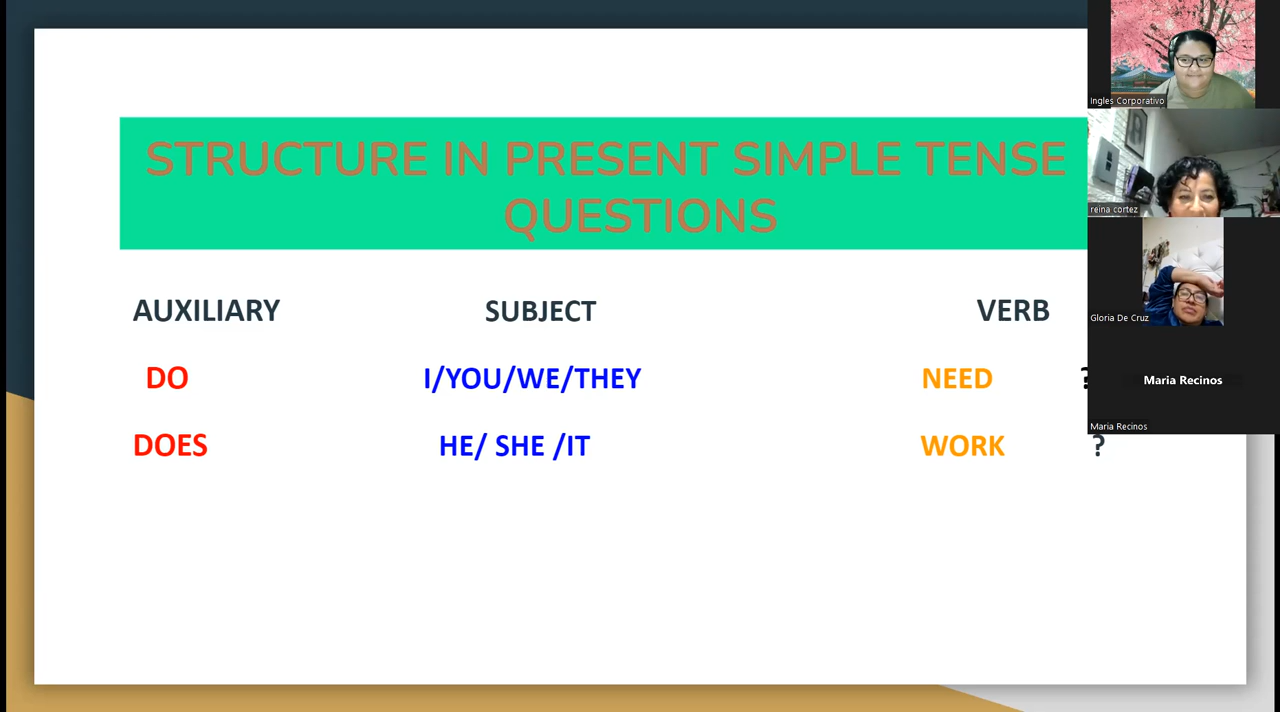 STRUCTURE IN PRESENT SIMPLE TENSE
QUESTIONS
AUXILIARY SUBJECT VERB
DO I/YOU/WE/THEY NEED ?
DOES HE/ SHE /IT WORK ?
Ingles Corporativo
reina cortez
Gloria De Cruz
Maria Recinos
Maria Recinos